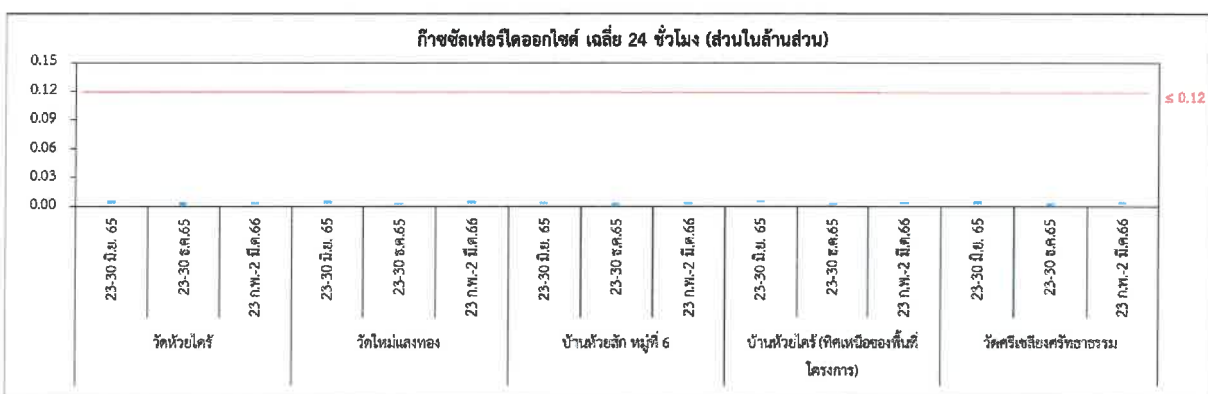 ก๊าซซัลเฟอร์ไดออกไซด์ เฉลี่ย 24 ชั่วโมง (ส่วนในล้านส่วน)
0.15
0.12
≤ 0.12
0.09
0.06
0.03
0.00
23-30 มิ.ย. 65
23-30 ธ.ค.65
23 ก.พ.-2 มี.ค.66
23-30 มิ.ย. 65
23-30 ธ.ค.65
23 ก.พ.-2 มี.ค.66
23-30 มิ.ย. 65
23-30 ธ.ค.65
23 ก.พ.-2 มี.ค.66
23-30 มิ.ย. 65
23-30 ธ.ค.65
23 ก.พ.-2 มี.ค.66
23-30 มิ.ย. 65
23-30 ธ.ค.65
23 ก.พ.-2 มี.ค.66
วัดห้วยไคร้
วัดใหม่แสงทอง
บ้านห้วยสัก หมู่ที่ 6
บ้านห้วยไคร้ (ทิศเหนือของพื้นที่
โครงการ)
วัดศรีเชลียงศรัทธาธรรม